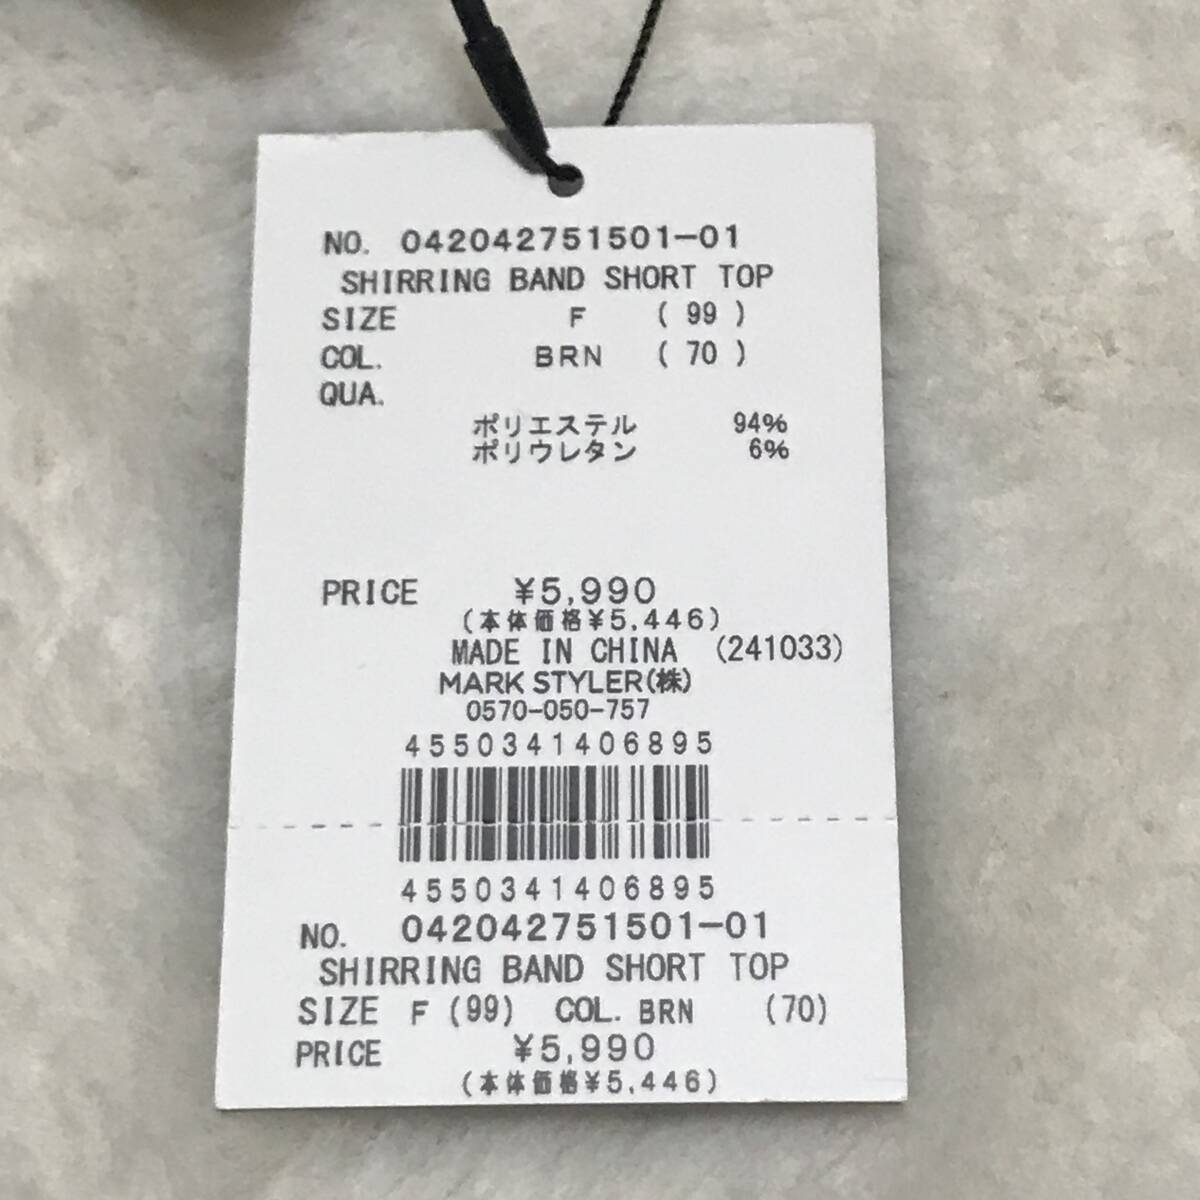 NO. 042042751501-01
SHIRRING BAND SHORT TOP
SIZE F ( 99 )
COL. BRN ( 70 )
QUA.
ポリエステル 94%
ポリウレタン 6%
PRICE ¥5,990
(本体価格¥5,446)
MADE IN CHINA (241033)
MARK STYLER(株)
0570-050-757
4550341406895
4550341406895
NO. 042042751501-01
SHIRRING BAND SHORT TOP
SIZE F (99) COL. BRN (70)
PRICE ¥5,990
(本体価格¥5,446)